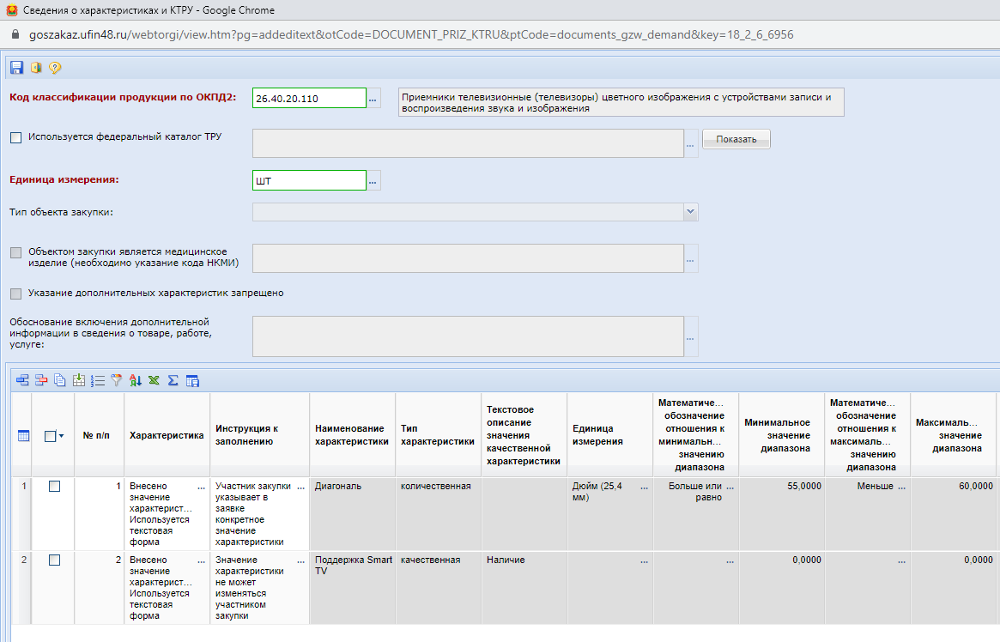 Сведения о характеристиках и КТРУ - Google Chrome
goszakaz.ufin48.ru/webtorgi/view.htm?pg=addeditext&otCode=DOCUMENT_PRIZ_KTRU&ptCode=documents_gzw_demand&key=18_2_6_6956
Код классификации продукции по ОКПД2:
26.40.20.110
...
Приемники телевизионные (телевизоры) цветного изображения с устройствами записи и
воспроизведения звука и изображения
Используется федеральный каталог ТРУ
...
Показать
Единица измерения:
ШТ
...
Тип объекта закупки:
Объектом закупки является медицинское
изделие (необходимо указание кода НКМИ)
...
Указание дополнительных характеристик запрещено
Обоснование включения дополнительной
информации в сведения о товаре, работе,
услуге:
...
№ п/п
Характеристика
Инструкция к
заполнению
Наименование
характеристики
Тип
характеристики
Текстовое
описание
значения
качественной
характеристики
Единица
измерения
Математиче...
обозначение
отношения к
минимальн...
значению
диапазона
Минимальное
значение
диапазона
Математиче...
обозначение
отношения к
максималь...
значению
диапазона
Максималь...
значение
диапазона
1
1
Внесено ...
значение
характерист...
Используется
текстовая
форма
Участник закупки ...
указывает в
заявке
конкретное
значение
характеристики
Диагональ
количественная
Дюйм (25,4 ...
мм)
Больше или ...
равно
55,0000
Меньше ...
60,0000
2
2
Внесено ...
значение
характерист...
Используется
текстовая
форма
Значение ...
характеристики
не может
изменяться
участником
закупки
Поддержка Smart
TV
качественная
Наличие
...
...
0,0000
...
0,0000